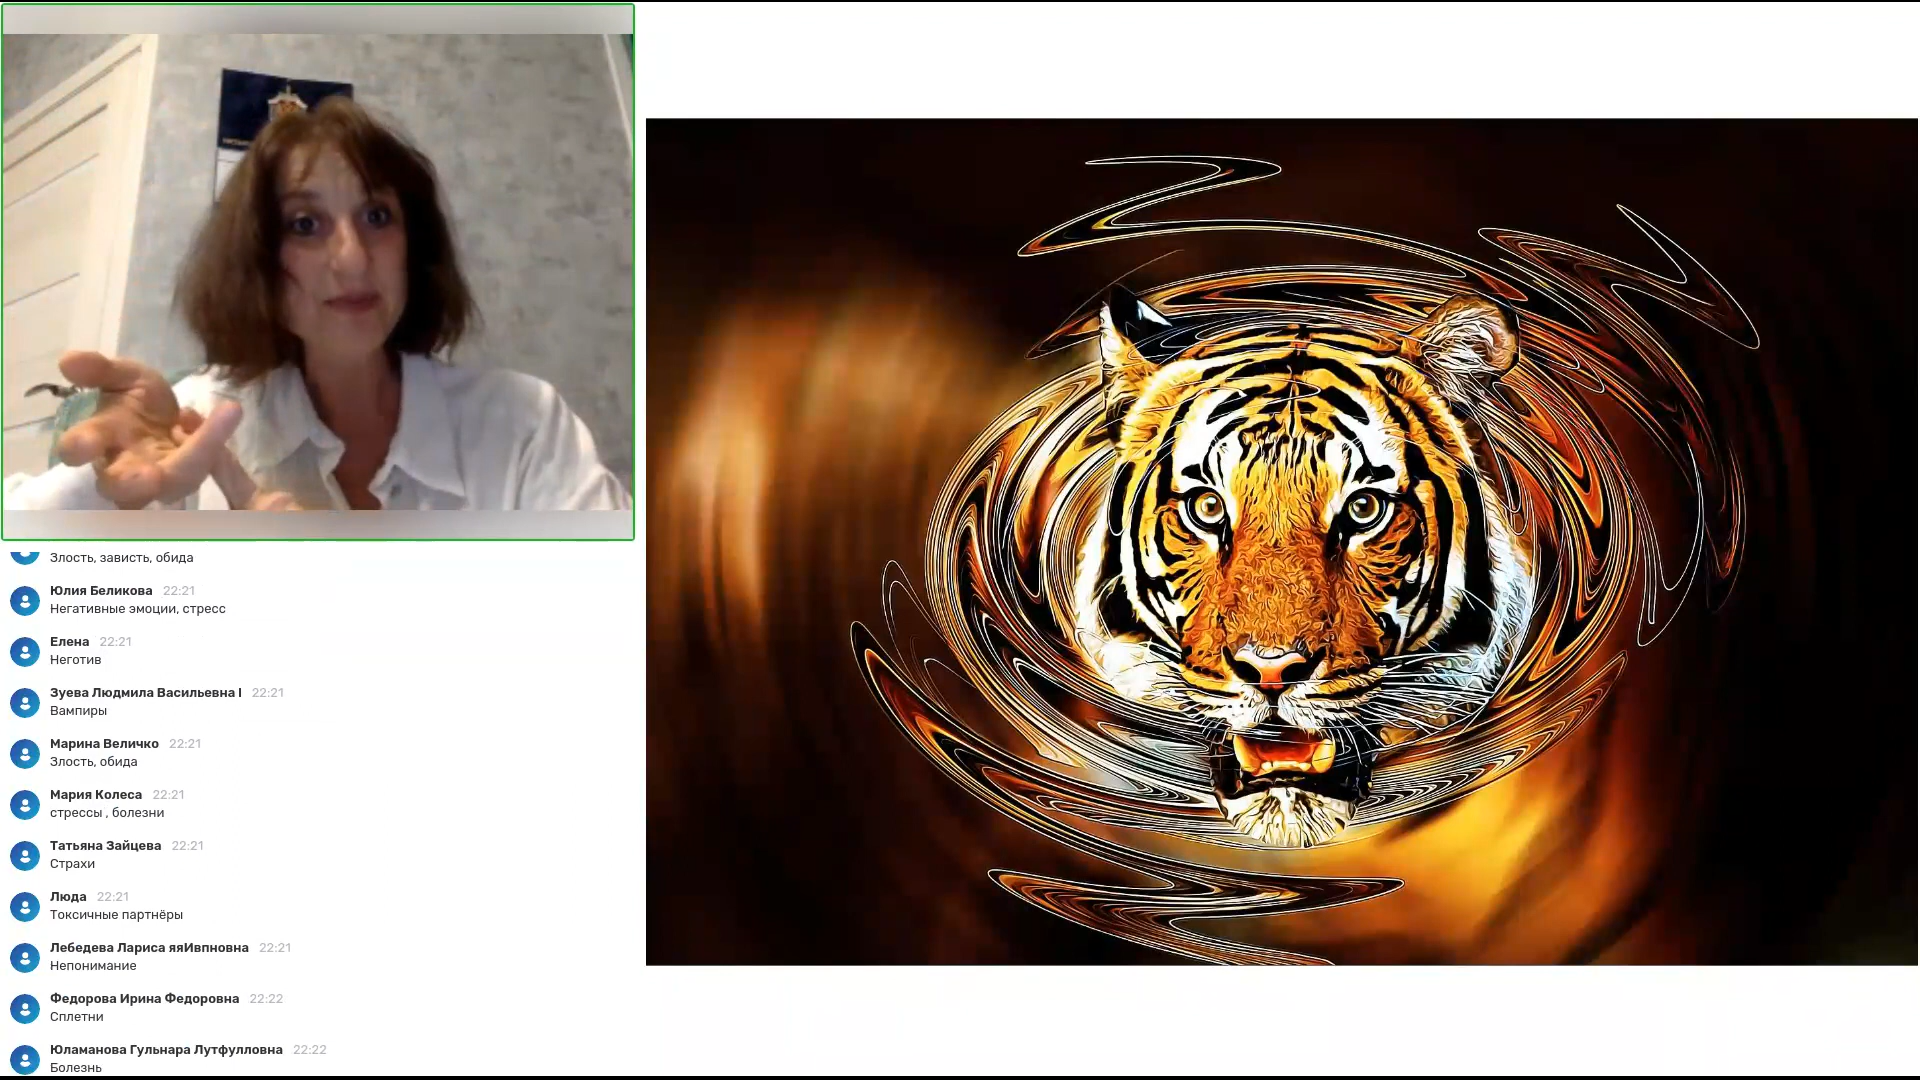 Злость, зависть, обида
Юлия Беликова 22:21
Негативные эмоции, стресс
Елена 22:21
Неготив
Зуева Людмила Васильевна I 22:21
Вампиры
Марина Величко 22:21
Злость, обида
Мария Колеса 22:21
стрессы , болезни
Татьяна Зайцева 22:21
Страхи
Люда 22:21
Токсичные партнёры
Лебедева Лариса яяИвпновна 22:21
Непонимание
Федорова Ирина Федоровна 22:22
Сплетни
Юламанова Гульнара Лутфулловна 22:22
Болезнь